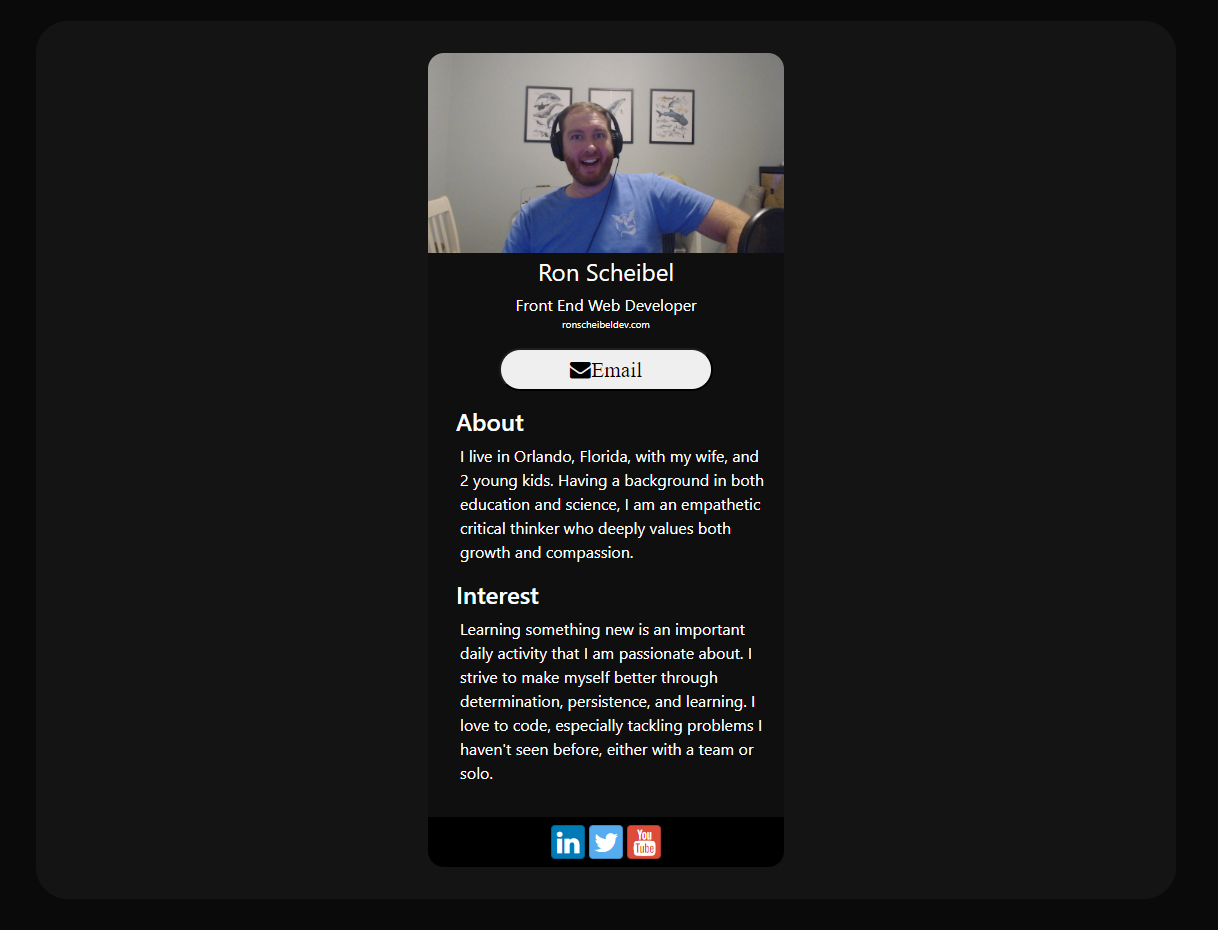 Ron Scheibel
Front End Web Developer
ronscheibeldev.com
Email
About
I live in Orlando, Florida, with my wife, and
2 young kids. Having a background in both
education and science, I am an empathetic
critical thinker who deeply values both
growth and compassion.
Interest
Learning something new is an important
daily activity that I am passionate about. I
strive to make myself better through
determination, persistence, and learning. I
love to code, especially tackling problems I
haven't seen before, either with a team or
solo.
in
You
Tube